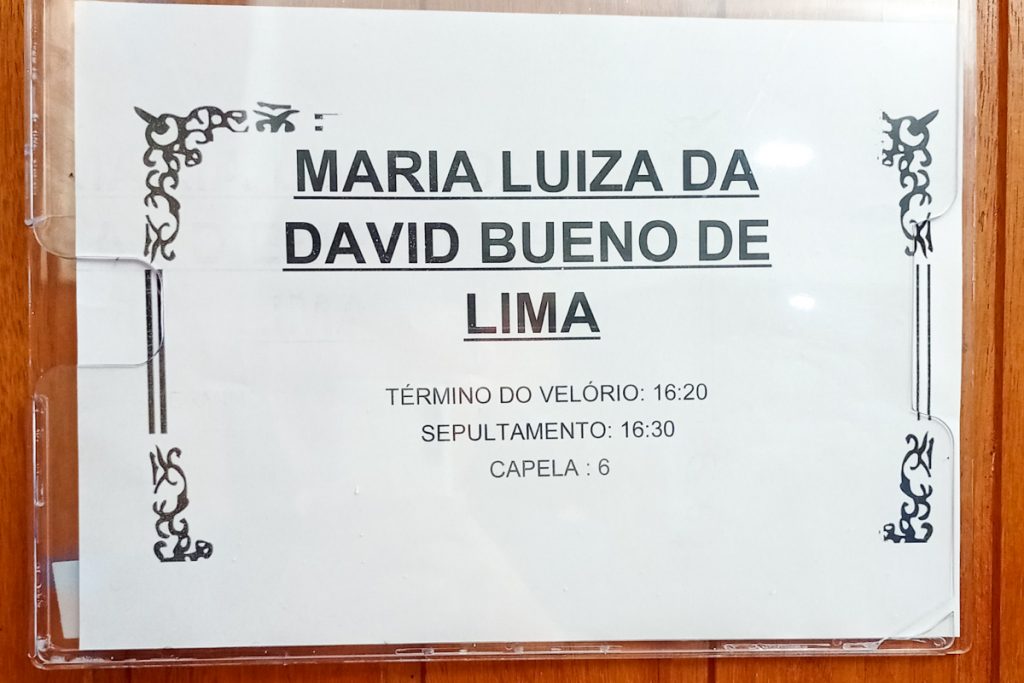 MARIA LUIZA DA
DAVID BUENO DE
LIMA
TÉRMINO DO VELÓRIO: 16:20
SEPULTAMENTO: 16:30
CAPELA : 6